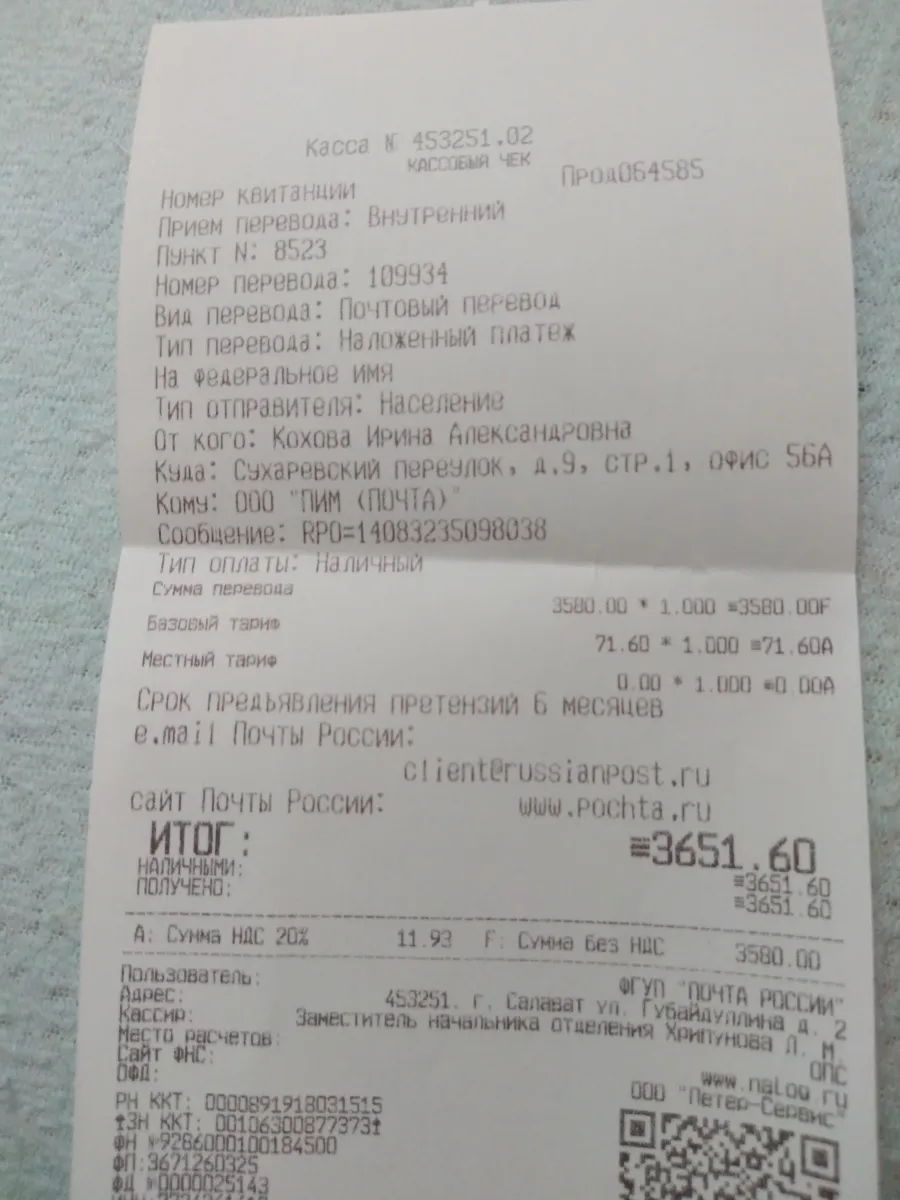 Касса № 453251.02
КАССОВЫЙ ЧЕК
Номер квитанции Прод064585
Прием перевода: Внутренний
Пункт N: 8523
Номер перевода: 109934
Вид перевода: Почтовый перевод
Тип перевода: Наложенный платеж
На федеральное имя
Тип отправителя: Население
От кого: Кохова Ирина Александровна
Куда: Сухаревский переулок, д.9, стр.1, офис 56А
Кому: ООО "ПИМ (ПОЧТА)"
Сообщение: RPO=14083235098038
Тип оплаты: Наличный
Сумма перевода
3580.00 * 1.000 ≡3580.00F
Базовый тариф
71.60 * 1.000 ≡71.60А
Местный тариф
0.00 * 1.000 ≡0.00А
Срок предъявления претензий 6 месяцев
e.mail Почты России:
client@russianpost.ru
сайт Почты России: www.pochta.ru
ИТОГ: ≡3651.60
НАЛИЧНЫМИ: ≡3651.60
ПОЛУЧЕНО: ≡3651.60
А: Сумма НДС 20% 11.93 F: Сумма без НДС 3580.00
Пользователь: ФГУП "ПОЧТА РОССИИ"
Адрес: 453251. г. Салават ул. Губайдуллина д. 2
Кассир: Заместитель начальника отделения Хрипунова Л. М.
Место расчетов: ОПС
Сайт ФНС: www.nalog.ru
ОФД: ООО "Петер-Сервис"
РН ККТ: 0000891918031515
ЗН ККТ: 00106300877373
ФН №9286000100184500
ФП:3671260325
ФД №0000025143